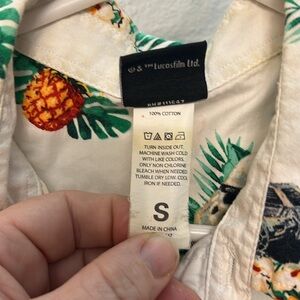 © & ™ Lucasfilm Ltd.
100% COTTON
TURN INSIDE OUT.
MACHINE WASH COLD
WITH LIKE COLORS.
ONLY NON CHLORINE
BLEACH WHEN NEEDED.
TUMBLE DRY LOW. COOL
IRON IF NEEDED.
S
MADE IN CHINA